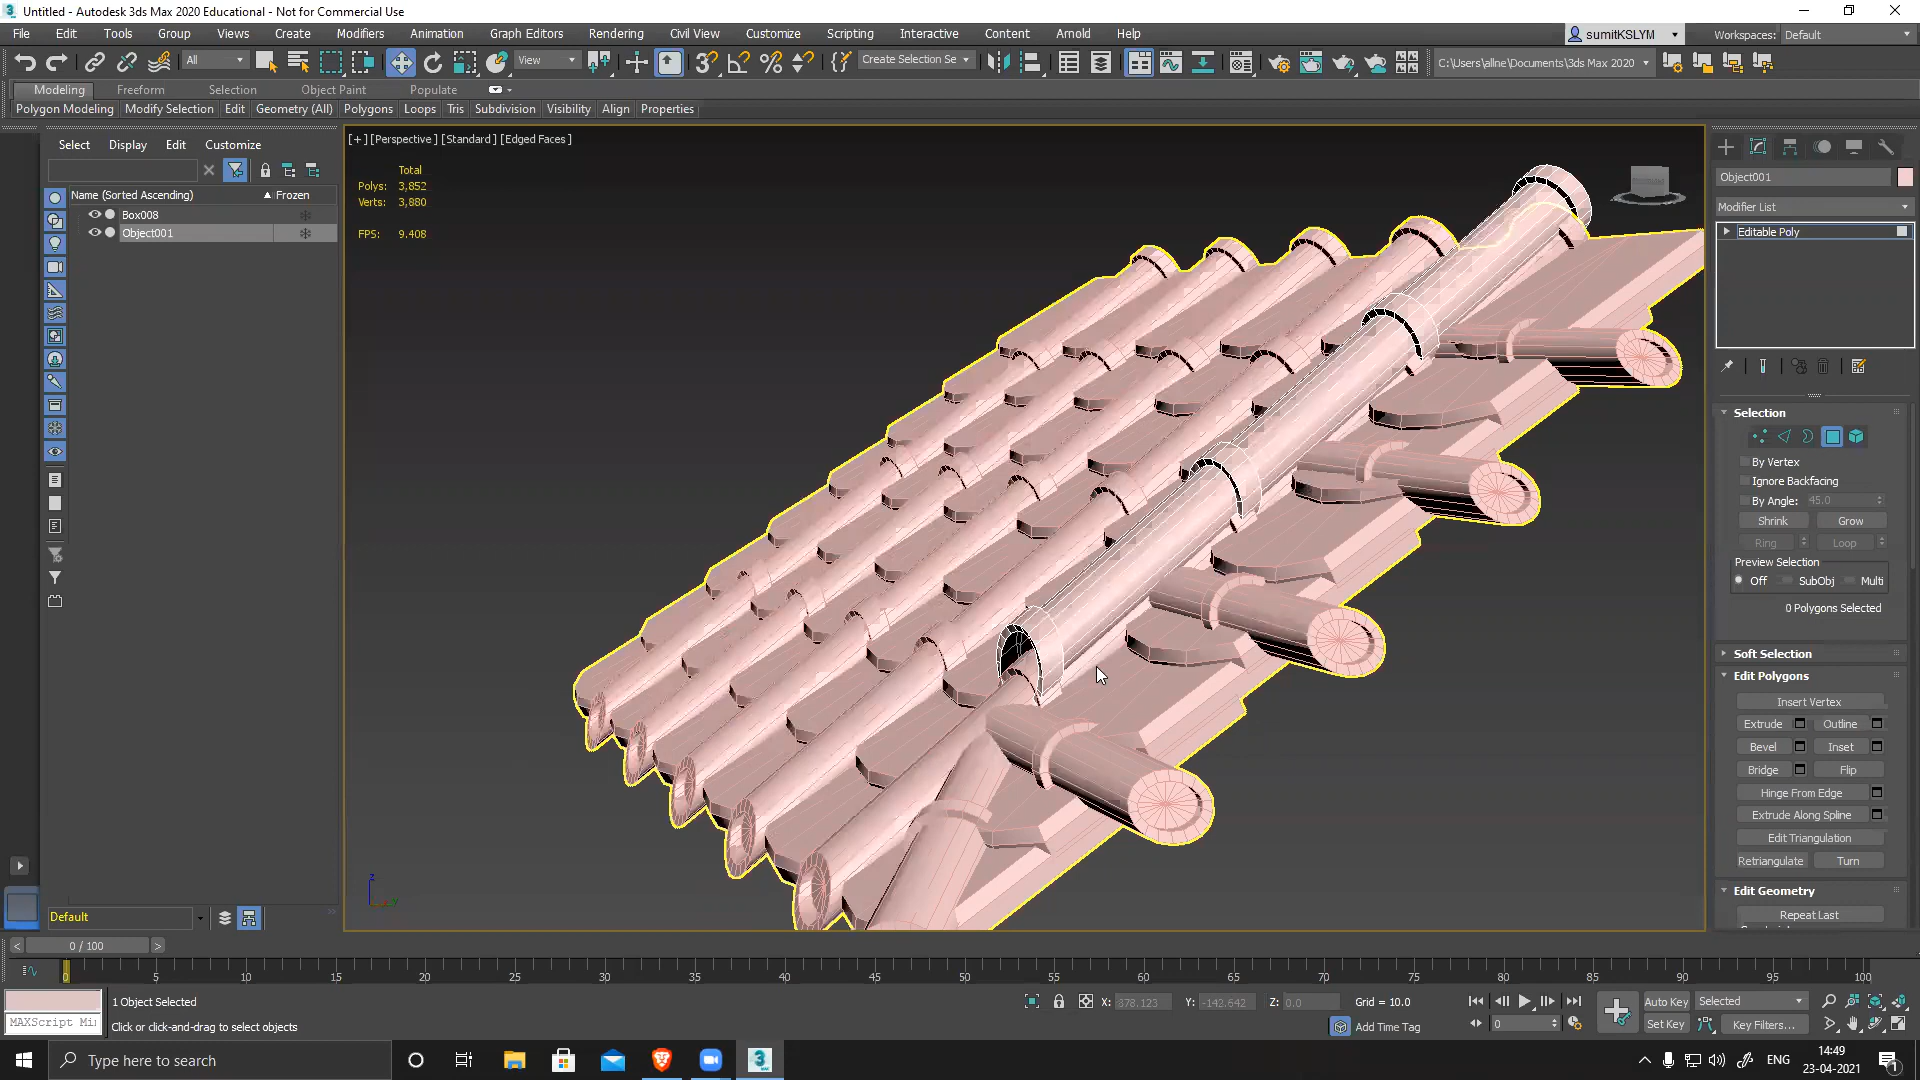 Untitled - Autodesk 3ds Max 2020 Educational - Not for Commercial Use
File Edit Tools Group Views Create Modifiers Animation Graph Editors Rendering Civil View Customize Scripting Interactive Content Arnold Help
sumitKSLYM Workspaces: Default
All View Create Selection Se C:\Users\allne\Documents\3ds Max 2020
Modeling Freeform Selection Object Paint Populate
Polygon Modeling Modify Selection Edit Geometry (All) Polygons Loops Tris Subdivision Visibility Align Properties
Select Display Edit Customize
Name (Sorted Ascending) Frozen
Box008
Object001
[+] [Perspective ] [Standard ] [Edged Faces ]
Total
Polys: 3,852
Verts: 3,880
FPS: 9.408
z
y
Object001
Modifier List
Editable Poly
Selection
By Vertex
Ignore Backfacing
By Angle: 45.0
Shrink Grow
Ring Loop
Preview Selection
Off SubObj Multi
0 Polygons Selected
Soft Selection
Edit Polygons
Insert Vertex
Extrude Outline
Bevel Inset
Bridge Flip
Hinge From Edge
Extrude Along Spline
Edit Triangulation
Retriangulate Turn
Edit Geometry
Repeat Last
Default
< 0 / 100 >
0 5 10 15 20 25 30 35 40 45 50 55 60 65 70 75 80 85 90 95 100
1 Object Selected
X: 878.123 Y: -142.642 Z: 0.0 Grid = 10.0
Auto Key Selected
MAXScript Mi
Click or click-and-drag to select objects
Add Time Tag
0
Set Key Key Filters...
Type here to search
ENG
14:49
23-04-2021
1